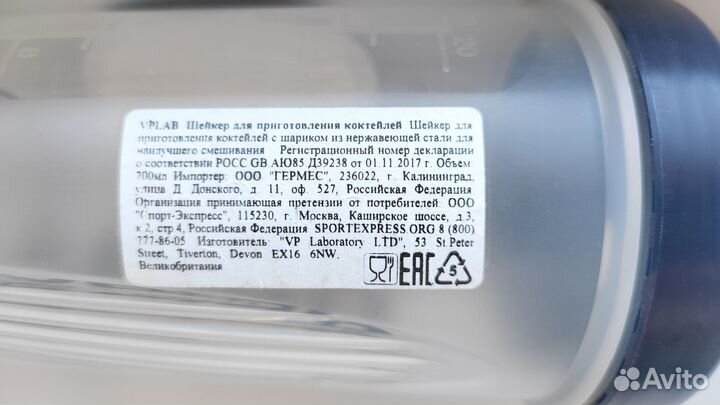 VPLAB Шейкер для приготовления коктейлей Шейкер для
приготовления коктейлей с шариком из нержавеющей стали для
наилучшего смешивания Регистрационный номер декларации
о соответствии РОСС GB АЮ85 Д39238 от 01.11.2017 г. Объем
700мл Импортер: ООО "ГЕРМЕС", 236022, г. Калининград,
улица Д Донского, д. 11, оф. 527, Российская Федерация
Организация принимающая претензии от потребителей ООО
"Спорт-Экспресс", 115230, г. Москва, Каширское шоссе, д.3,
к 2, стр 4, Российская Федерация SPORTEXPRESS.ORG 8 (800)
777-86-05 Изготовитель: "VP Laboratory LTD", 53 St Peter
Street, Tiverton, Devon EX16 6NW.
Великобритания
EAC 5
8
20
Avito